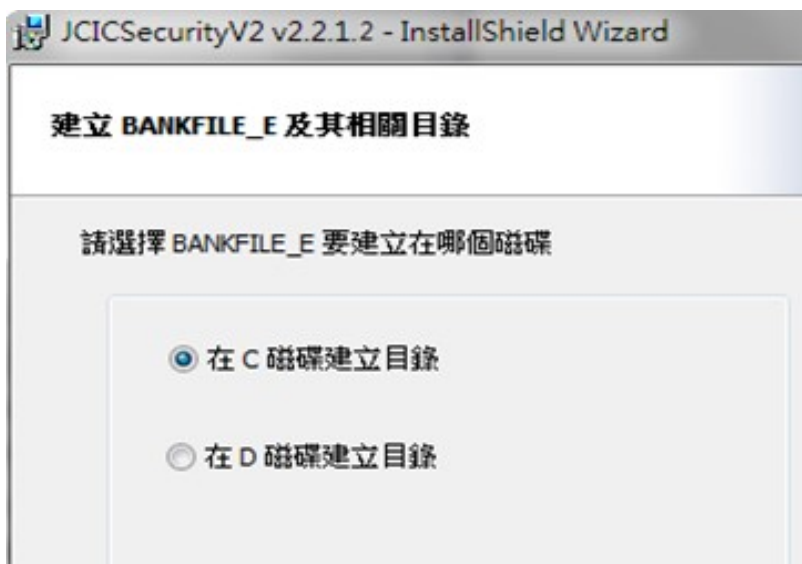 JCICSecurityV2 v2.2.1.2 - InstallShield Wizard
建立 BANKFILE_E 及其相關目錄
請選擇 BANKFILE_E 要建立在哪個磁碟
在 C 磁碟建立目錄
在 D 磁碟建立目錄